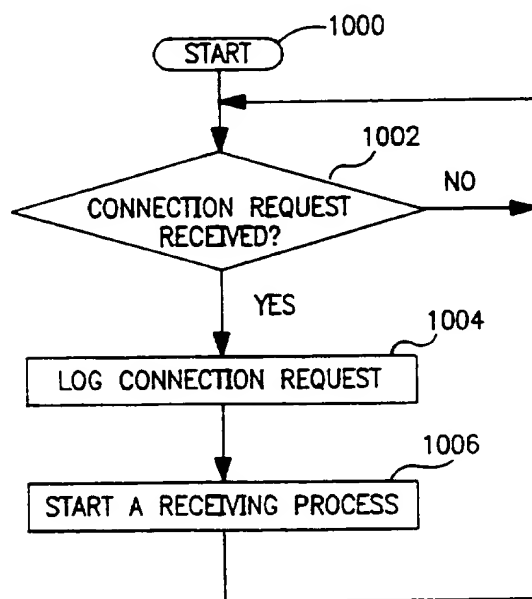 1000
START
1002
CONNECTION REQUEST
RECEIVED?
NO
YES
1004
LOG CONNECTION REQUEST
1006
START A RECEIVING PROCESS